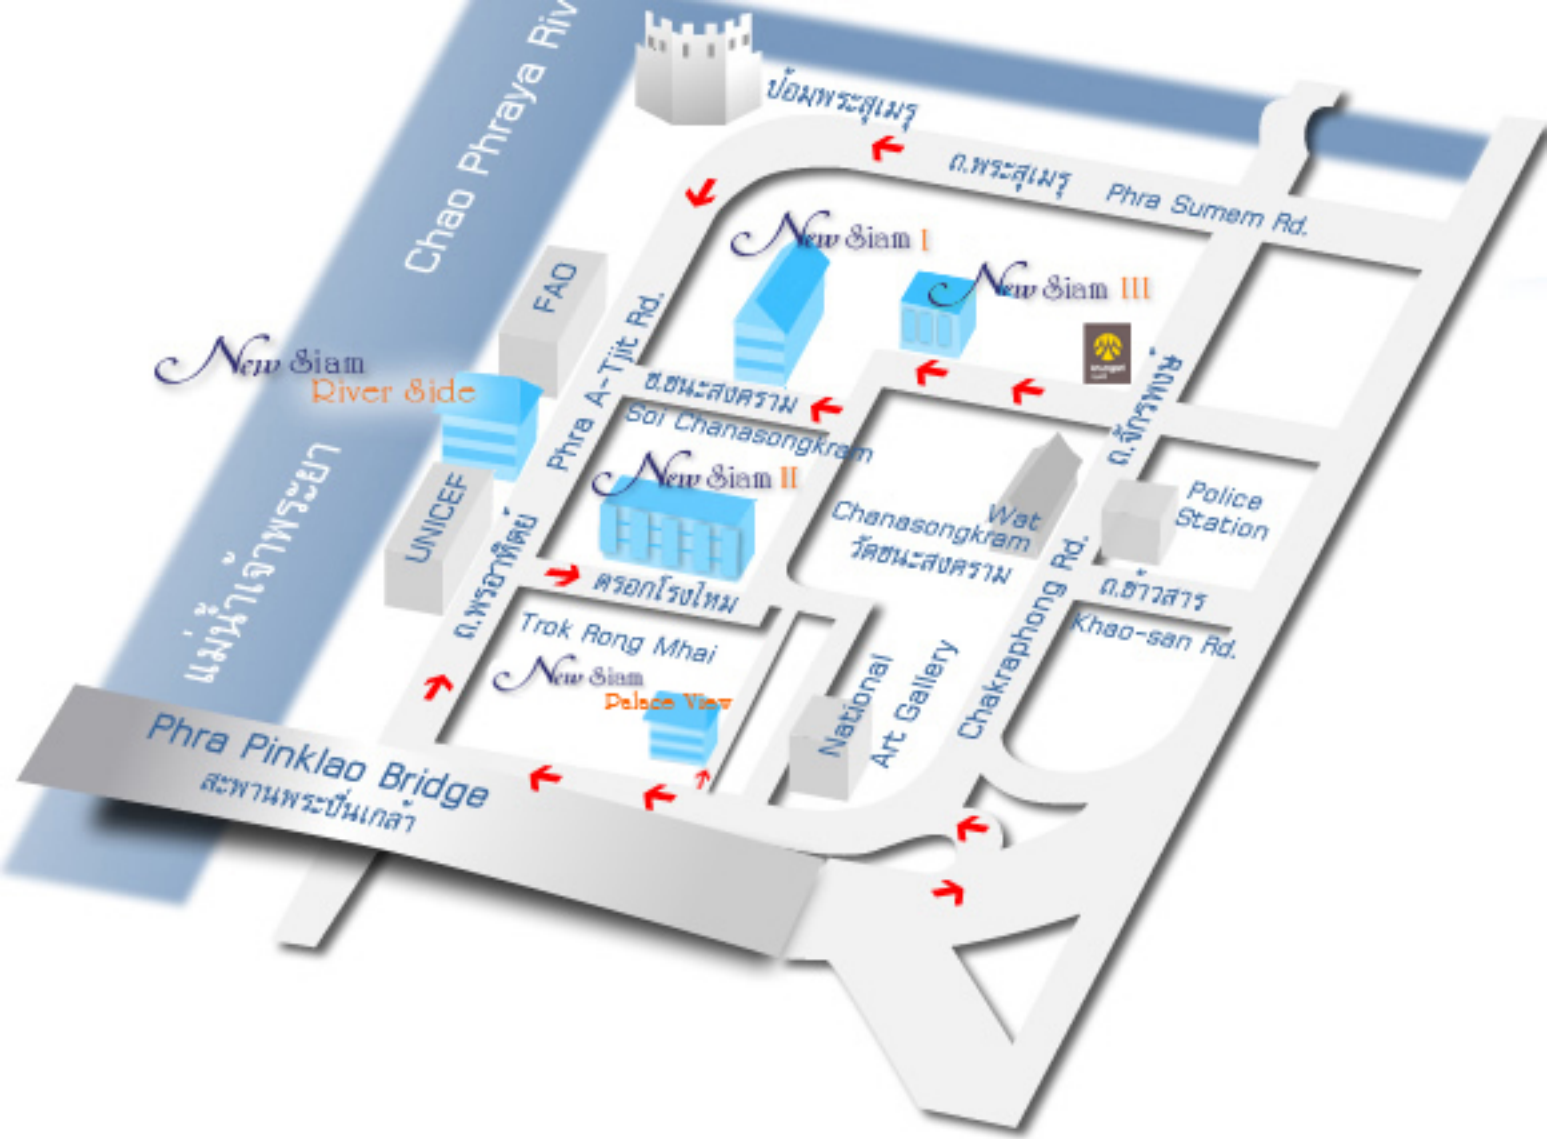 Chao Phraya Riv
ป้อมพระสุเมรุ
ถ.พระสุเมรุ Phra Sumem Rd.
New Siam I
New Siam III
FAO
Phra A-Tjit Rd.
New Siam
River Side
ซ.ชนะสงคราม
Soi Chanasongkram
ถ.จักรพงษ์
New Siam II
UNICEF
แม่น้ำเจ้าพระยา
ถ.พระอาทิตย์
Wat
Chanasongkram
วัดชนะสงคราม
Police
Station
ตรอกโรงไหม
Trok Rong Mhai
ถ.ข้าวสาร
Khao-san Rd.
Chakraphong Rd.
New Siam
Palace View
National
Art Gallery
Phra Pinklao Bridge
สะพานพระปิ่นเกล้า